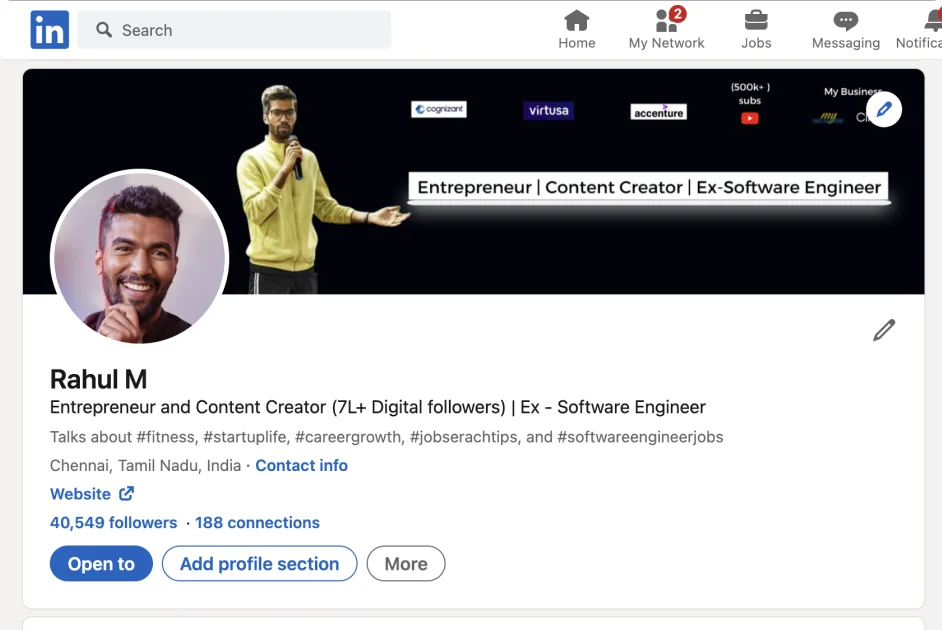 in
Search
Home
My Network
2
Jobs
Messaging
Notifica
cognizant
virtusa
accenture
(500k+ )
subs
My Business
my
Entrepreneur | Content Creator | Ex-Software Engineer
Rahul M
Entrepreneur and Content Creator (7L+ Digital followers) | Ex - Software Engineer
Talks about #fitness, #startuplife, #careergrowth, #jobserachtips, and #softwareengineerjobs
Chennai, Tamil Nadu, India · Contact info
Website
40,549 followers · 188 connections
Open to
Add profile section
More